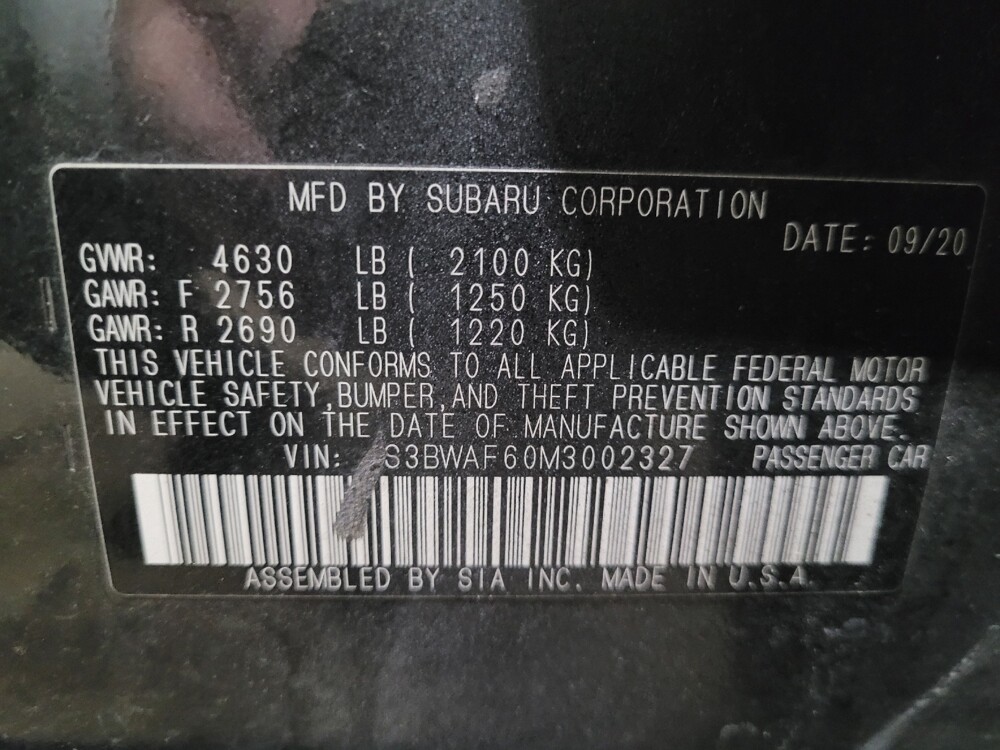 MFD BY SUBARU CORPORATION
DATE: 09/20
GVWR: 4630 LB ( 2100 KG)
GAWR: F 2756 LB ( 1250 KG)
GAWR: R 2690 LB ( 1220 KG)
THIS VEHICLE CONFORMS TO ALL APPLICABLE FEDERAL MOTOR
VEHICLE SAFETY,BUMPER,AND THEFT PREVENTION STANDARDS
IN EFFECT ON THE DATE OF MANUFACTURE SHOWN ABOVE.
VIN: S3BWAF60M3002327 PASSENGER CAR
ASSEMBLED BY SIA INC. MADE IN U.S.A.